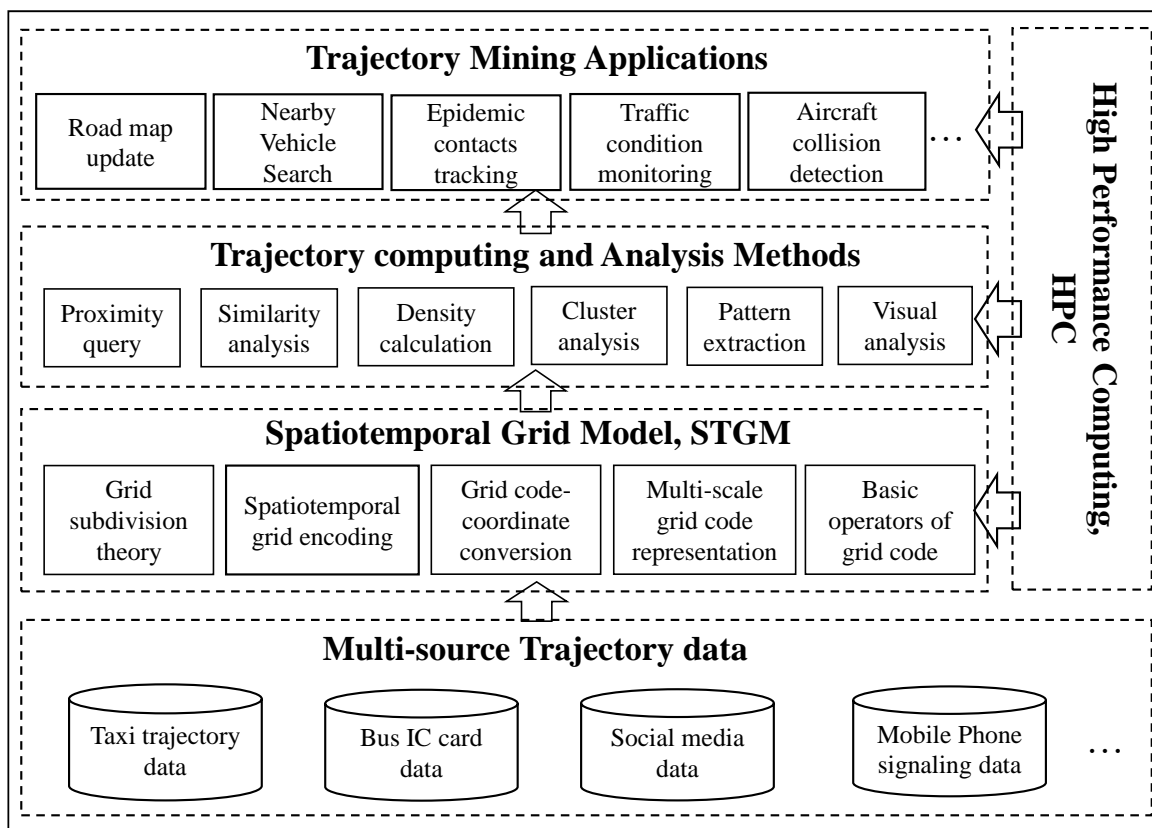 Trajectory Mining Applications
Road map
update
Nearby
Vehicle
Search
Epidemic
contacts
tracking
Traffic
condition
monitoring
Aircraft
collision
detection
...
Trajectory computing and Analysis Methods
Proximity
query
Similarity
analysis
Density
calculation
Cluster
analysis
Pattern
extraction
Visual
analysis
Spatiotemporal Grid Model, STGM
Grid
subdivision
theory
Spatiotemporal
grid encoding
Grid code-
coordinate
conversion
Multi-scale
grid code
representation
Basic
operators of
grid code
High Performance Computing,
HPC
Multi-source Trajectory data
Taxi trajectory
data
Bus IC card
data
Social media
data
Mobile Phone
signaling data
...